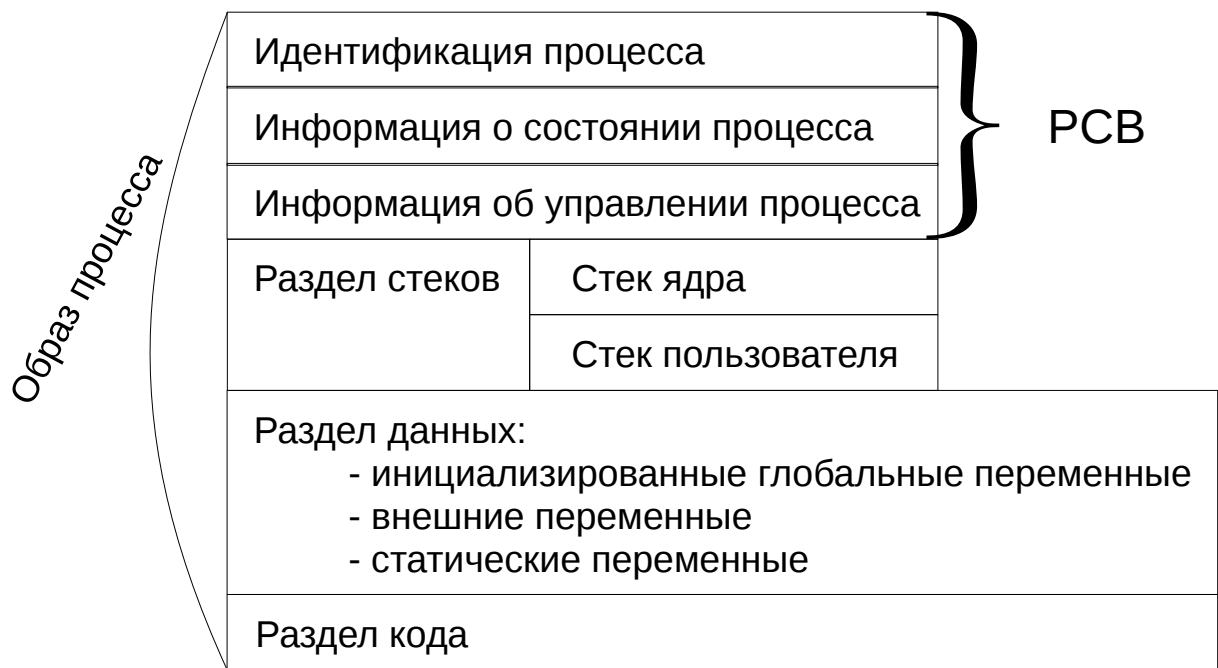 Идентификация процесса
Информация о состоянии процесса
PCB
Информация об управлении процесса
Образ процесса
Раздел стеков
Стек ядра
Стек пользователя
Раздел данных:
- инициализированные глобальные переменные
- внешние переменные
- статические переменные
Раздел кода